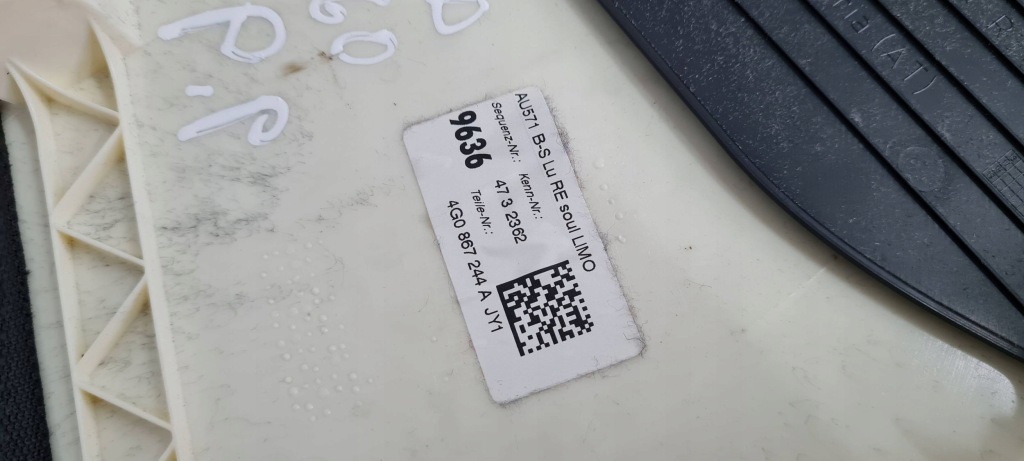 AU571 B-S Lu RE soul LIMO
Sequenz-Nr.: Kenn-Nr.:
9636 47 3 2362
Teile-Nr.:
4G0 867 244 A JY1
(AT)
P.P